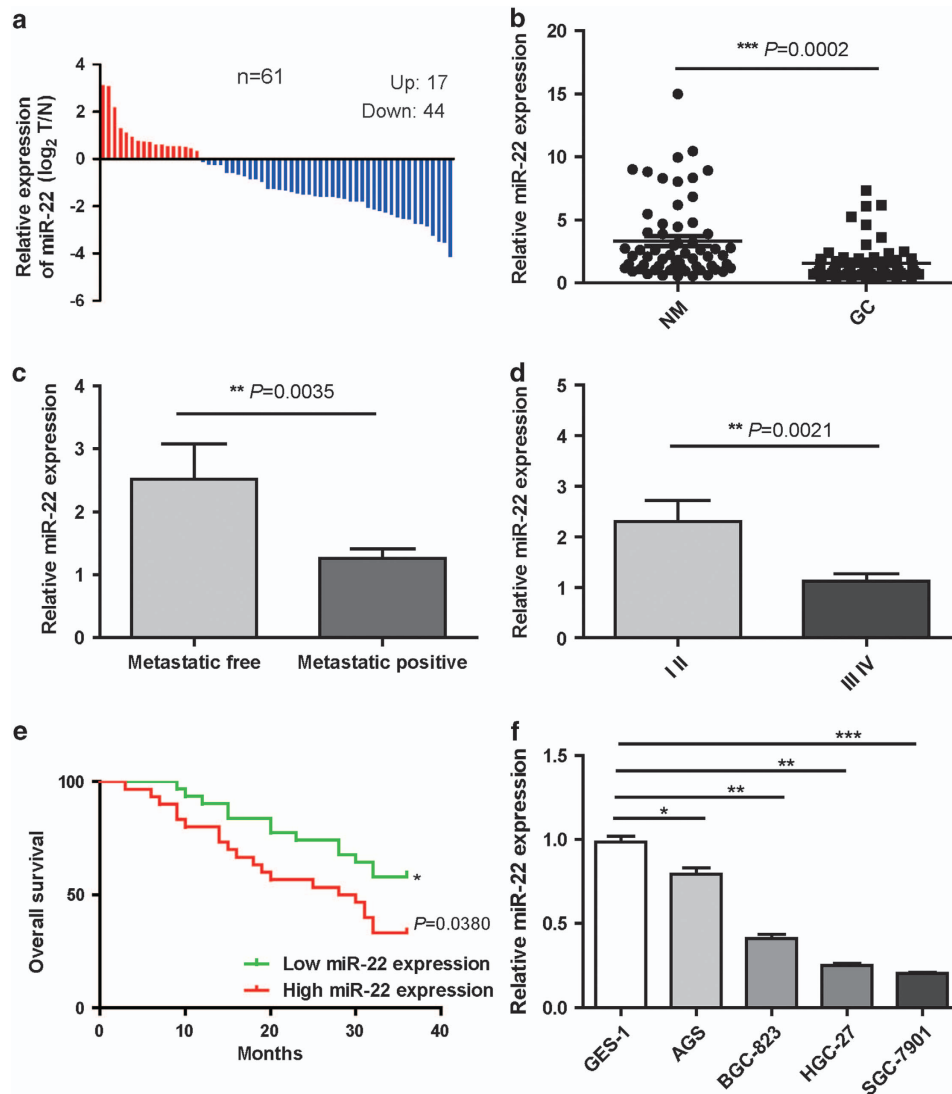 a
Relative expression
of miR-22 (log2 T/N)
4
2
0
-2
-4
-6
n=61
Up: 17
Down: 44
b
Relative miR-22 expression
20
15
10
5
0
*** P=0.0002
NM
GC
c
Relative miR-22 expression
4
3
2
1
0
** P=0.0035
Metastatic free
Metastatic positive
d
Relative miR-22 expression
5
4
3
2
1
0
** P=0.0021
I II
III IV
e
Overall survival
100
50
0
*
P=0.0380
Low miR-22 expression
High miR-22 expression
0
10
20
30
40
Months
f
Relative miR-22 expression
1.5
1.0
0.5
0.0
***
**
**
*
GES-1
AGS
BGC-823
HGC-27
SGC-7901